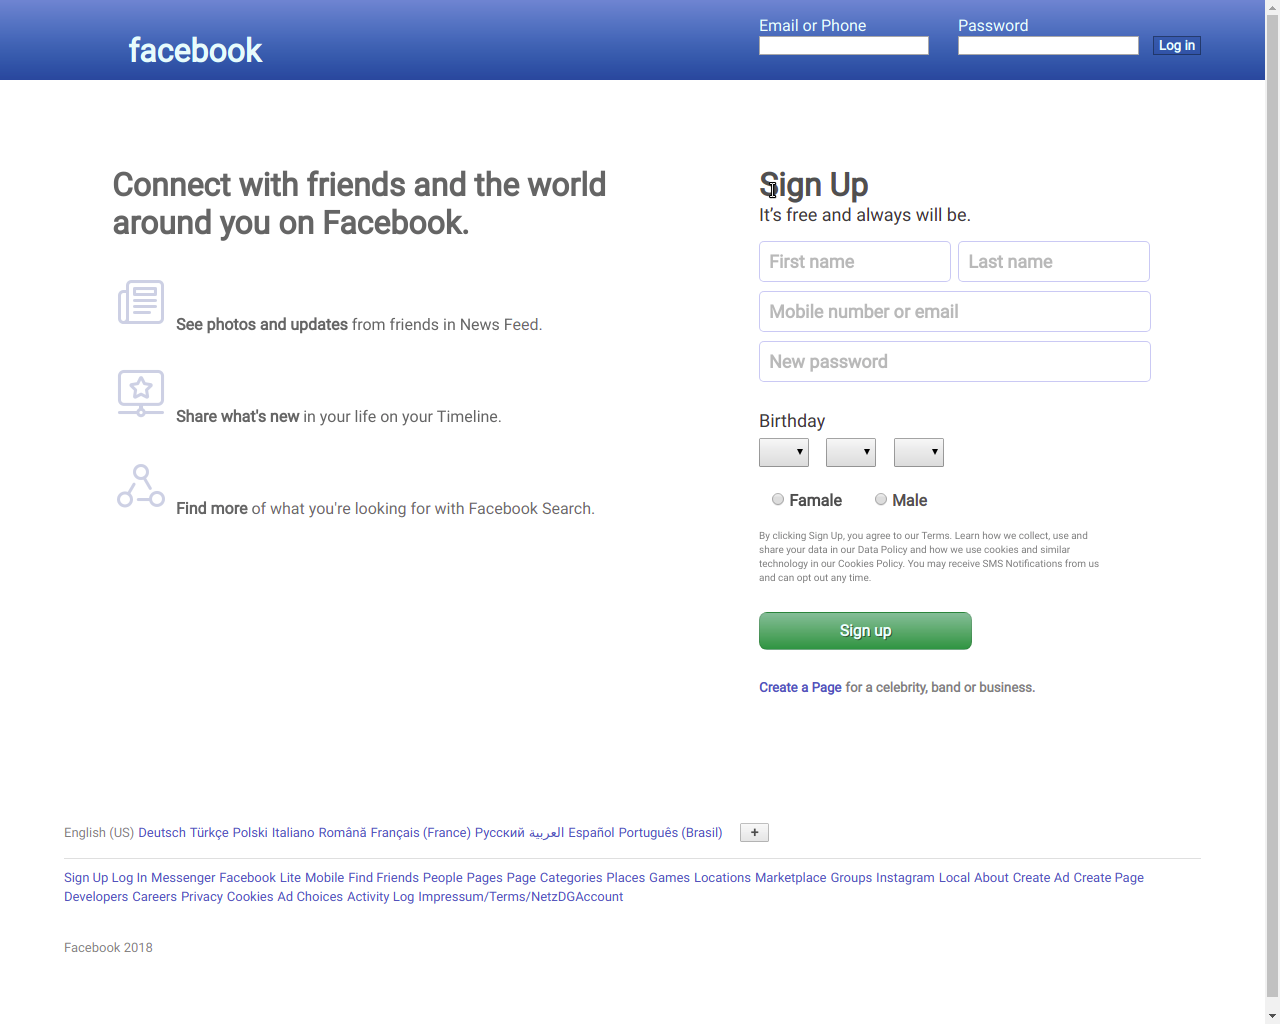 facebook
Email or Phone
Password
Log in
Connect with friends and the world
around you on Facebook.
See photos and updates from friends in News Feed.
Share what's new in your life on your Timeline.
Find more of what you're looking for with Facebook Search.
Sign Up
It’s free and always will be.
First name
Last name
Mobile number or email
New password
Birthday
Famale
Male
By clicking Sign Up, you agree to our Terms. Learn how we collect, use and
share your data in our Data Policy and how we use cookies and similar
technology in our Cookies Policy. You may receive SMS Notifications from us
and can opt out any time.
Sign up
Create a Page for a celebrity, band or business.
English (US) Deutsch Türkçe Polski Italiano Română Français (France) Русский العربية Español Português (Brasil)
+
Sign Up Log In Messenger Facebook Lite Mobile Find Friends People Pages Page Categories Places Games Locations Marketplace Groups Instagram Local About Create Ad Create Page
Developers Careers Privacy Cookies Ad Choices Activity Log Impressum/Terms/NetzDGAccount
Facebook 2018